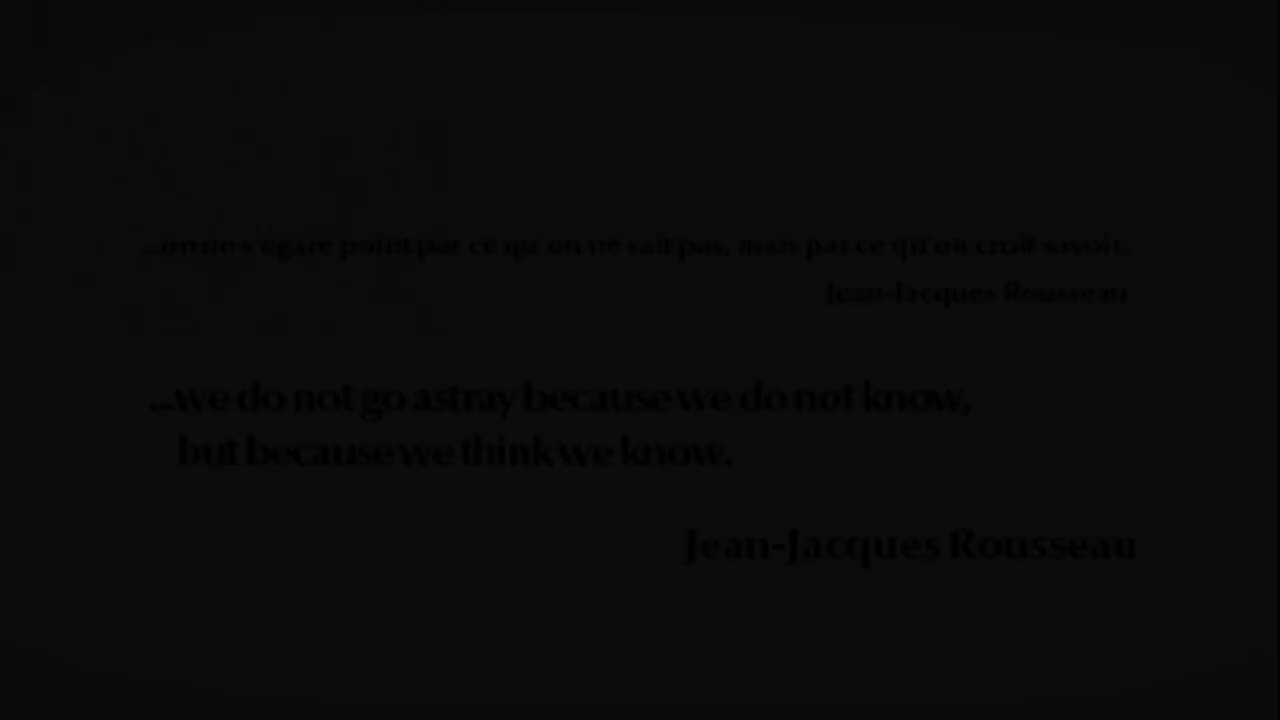 ...on ne s'égare point par ce qu'on ne sait pas, mais par ce qu'on croit savoir.
Jean-Jacques Rousseau
...we do not go astray because we do not know,
but because we think we know.
Jean-Jacques Rousseau